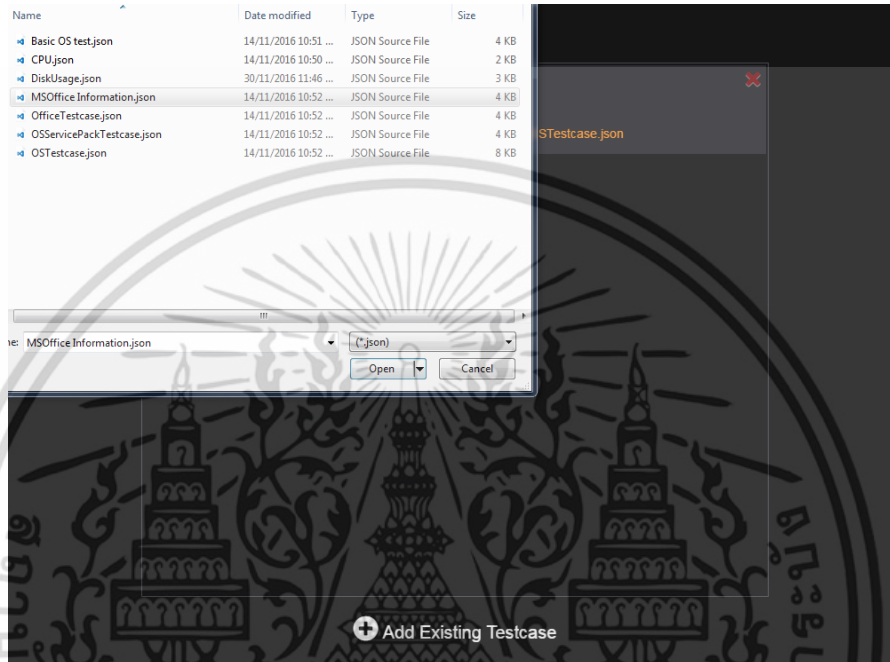 Name Date modified Type Size
Basic OS test.json 14/11/2016 10:51 ... JSON Source File 4 KB
CPU.json 14/11/2016 10:50 ... JSON Source File 2 KB
DiskUsage.json 30/11/2016 11:46 ... JSON Source File 3 KB
MSOffice Information.json 14/11/2016 10:52 ... JSON Source File 4 KB
OfficeTestcase.json 14/11/2016 10:52 ... JSON Source File 4 KB
OSServicePackTestcase.json 14/11/2016 10:52 ... JSON Source File 4 KB
OSTestcase.json 14/11/2016 10:52 ... JSON Source File 8 KB
STestcase.json
ne: MSOffice Information.json (*.json)
Open Cancel
Add Existing Testcase